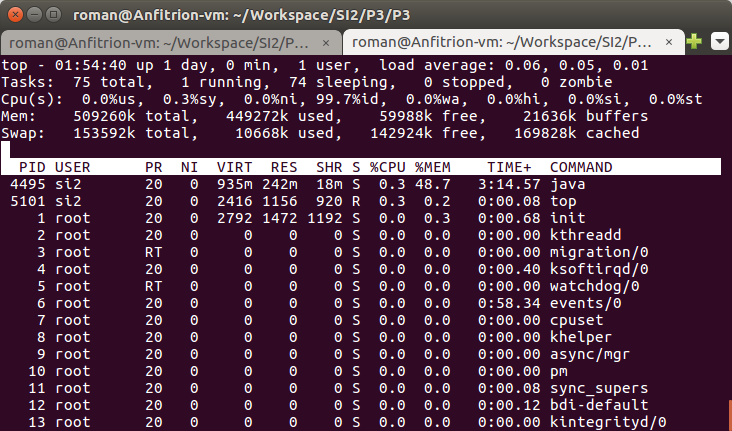 roman@Anfitrion-vm: ~/Workspace/SI2/P3/P3
roman@Anfitrion-vm: ~/Workspace/SI2/P... × roman@Anfitrion-vm: ~/Workspace/SI2/P... ×
top - 01:54:40 up 1 day, 0 min,  1 user,  load average: 0.06, 0.05, 0.01
Tasks:  75 total,   1 running,  74 sleeping,   0 stopped,   0 zombie
Cpu(s):  0.0%us,  0.3%sy,  0.0%ni, 99.7%id,  0.0%wa,  0.0%hi,  0.0%si,  0.0%st
Mem:    509260k total,   449272k used,    59988k free,    21636k buffers
Swap:   153592k total,    10668k used,   142924k free,   169828k cached
PID USER      PR  NI  VIRT  RES  SHR S %CPU %MEM    TIME+  COMMAND
4495 si2       20   0  935m 242m  18m S  0.3 48.7   3:14.57 java
5101 si2       20   0  2416 1156  920 R  0.3  0.2   0:00.08 top
1 root      20   0  2792 1472 1192 S  0.0  0.3   0:00.68 init
2 root      20   0     0    0    0 S  0.0  0.0   0:00.00 kthreadd
3 root      RT   0     0    0    0 S  0.0  0.0   0:00.00 migration/0
4 root      20   0     0    0    0 S  0.0  0.0   0:00.40 ksoftirqd/0
5 root      RT   0     0    0    0 S  0.0  0.0   0:00.00 watchdog/0
6 root      20   0     0    0    0 S  0.0  0.0   0:58.34 events/0
7 root      20   0     0    0    0 S  0.0  0.0   0:00.00 cpuset
8 root      20   0     0    0    0 S  0.0  0.0   0:00.00 khelper
9 root      20   0     0    0    0 S  0.0  0.0   0:00.00 async/mgr
10 root      20   0     0    0    0 S  0.0  0.0   0:00.00 pm
11 root      20   0     0    0    0 S  0.0  0.0   0:00.08 sync_supers
12 root      20   0     0    0    0 S  0.0  0.0   0:00.12 bdi-default
13 root      20   0     0    0    0 S  0.0  0.0   0:00.00 kintegrityd/0